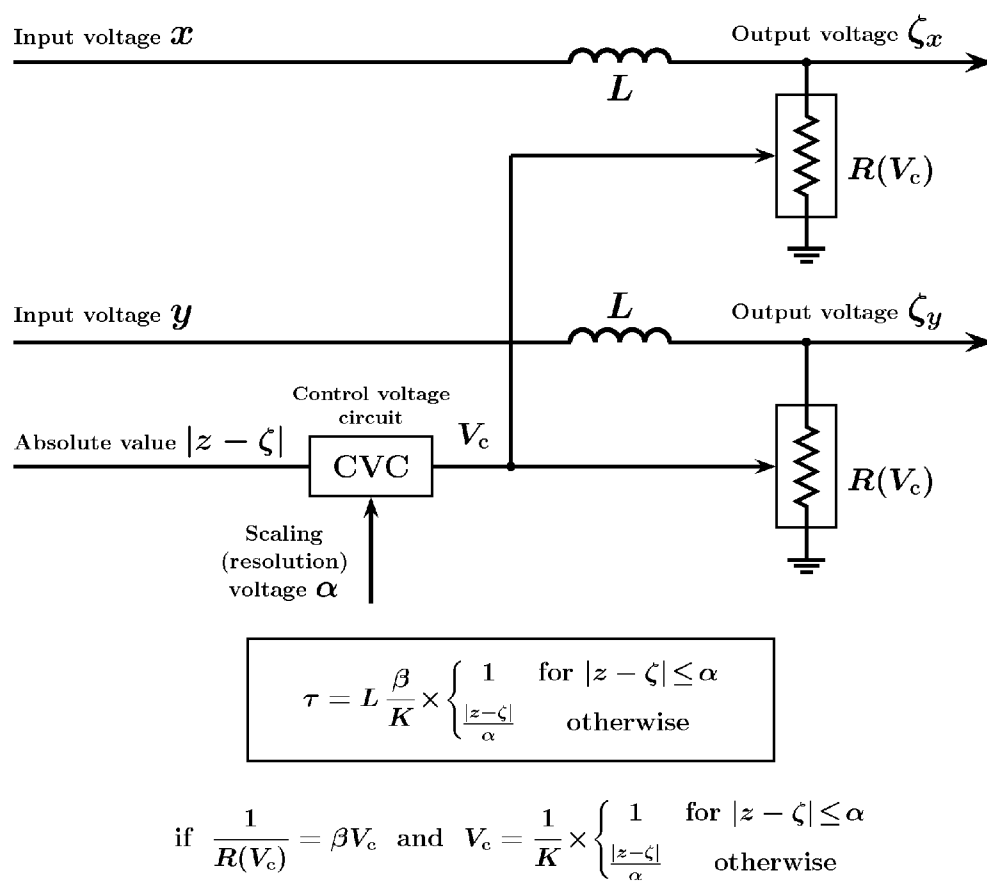 Input voltage x
Output voltage ζx
L
R(Vc)
Input voltage y
L
Output voltage ζy
Control voltage
circuit
Absolute value |z − ζ|
CVC
Vc
R(Vc)
Scaling
(resolution)
voltage α
τ = L β/K × { 1 for |z − ζ| ≤ α
|z−ζ|/α otherwise
if 1/R(Vc) = βVc and Vc = 1/K × { 1 for |z − ζ| ≤ α
|z−ζ|/α otherwise